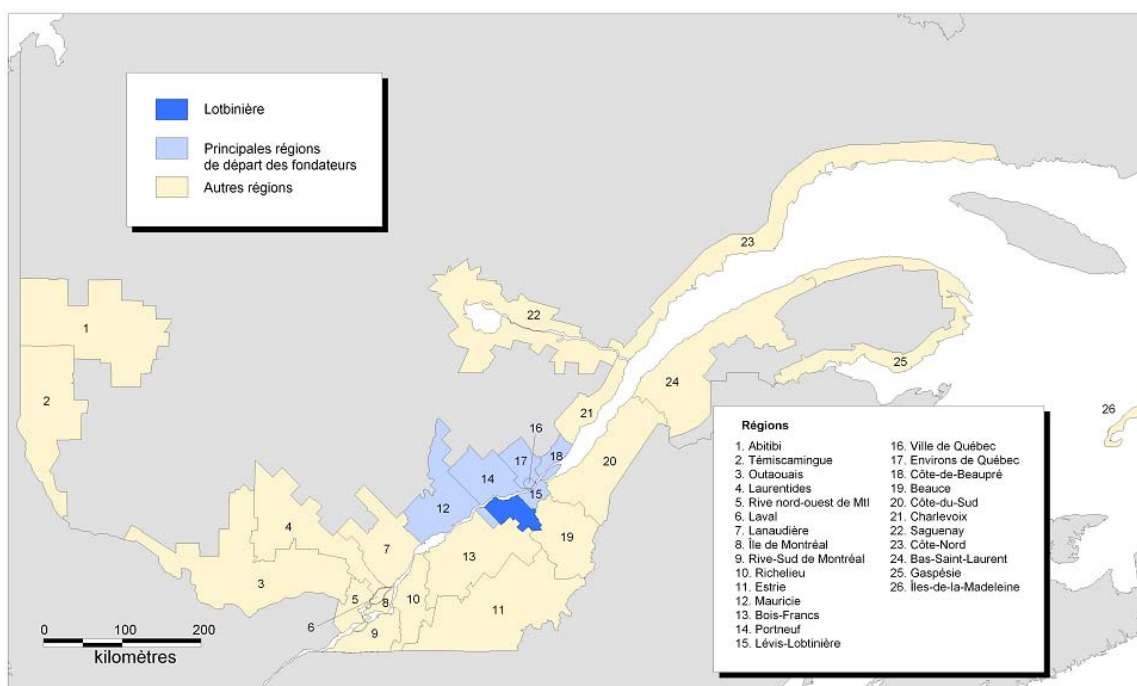 Lotbinière
Principales régions
de départ des fondateurs
Autres régions
23
1
22
25
2
24
26
21
16
17
18
20
14
15
12
19
4
7
13
3
5
8
10
11
6
9
0 100 200
kilomètres
Régions
1. Abitibi
2. Témiscamingue
3. Outaouais
4. Laurentides
5. Rive nord-ouest de Mtl
6. Laval
7. Lanaudière
8. Île de Montréal
9. Rive-Sud de Montréal
10. Richelieu
11. Estrie
12. Mauricie
13. Bois-Francs
14. Portneuf
15. Lévis-Lobtinière
16. Ville de Québec
17. Environs de Québec
18. Côte-de-Beaupré
19. Beauce
20. Côte-du-Sud
21. Charlevoix
22. Saguenay
23. Côte-Nord
24. Bas-Saint-Laurent
25. Gaspésie
26. Îles-de-la-Madeleine